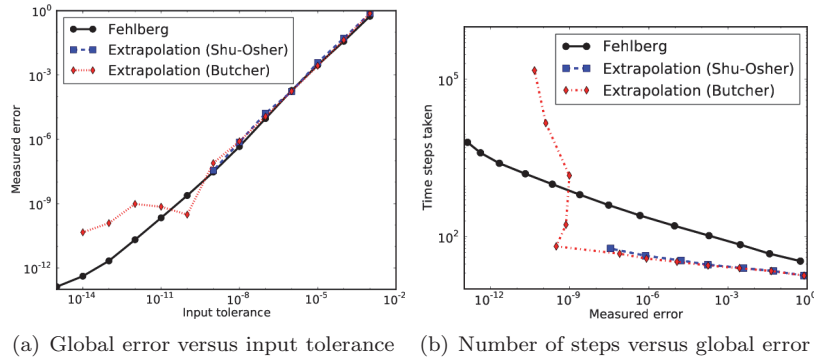 10^0
10^-3
10^-6
10^-9
10^-12
Measured error
Fehlberg
Extrapolation (Shu-Osher)
Extrapolation (Butcher)
10^-14
10^-11
10^-8
10^-5
10^-2
Input tolerance
(a) Global error versus input tolerance
10^5
10^2
Time steps taken
Fehlberg
Extrapolation (Shu-Osher)
Extrapolation (Butcher)
10^-12
10^-9
10^-6
10^-3
10^0
Measured error
(b) Number of steps versus global error